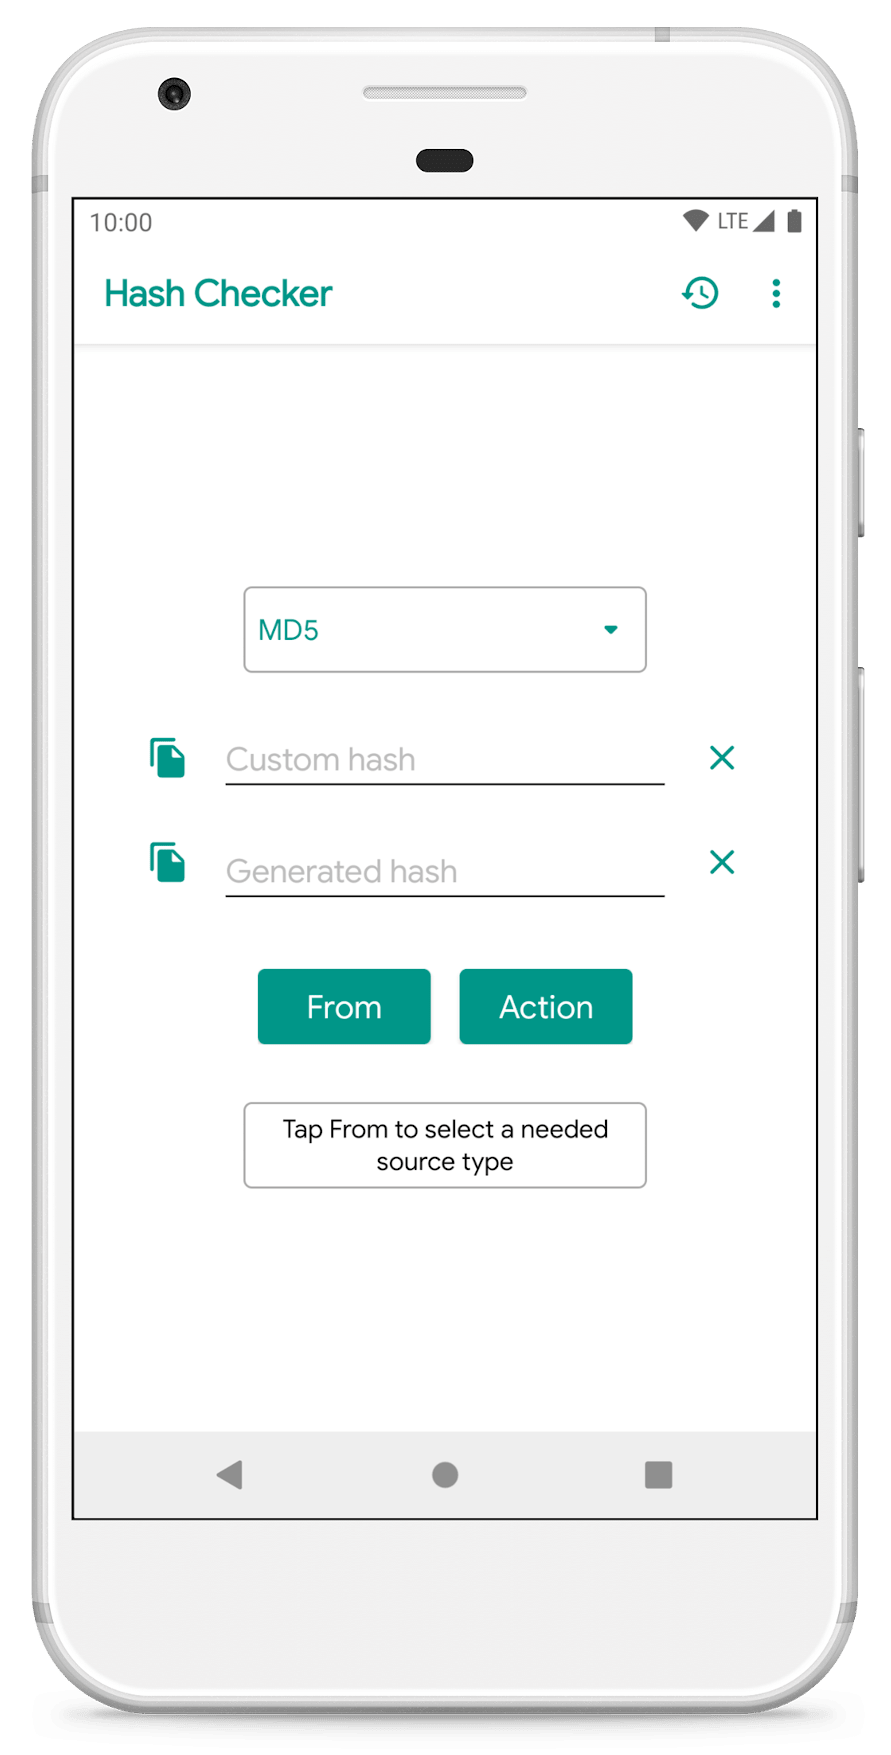 10:00
LTE
Hash Checker
MD5
Custom hash
Generated hash
From
Action
Tap From to select a needed
source type